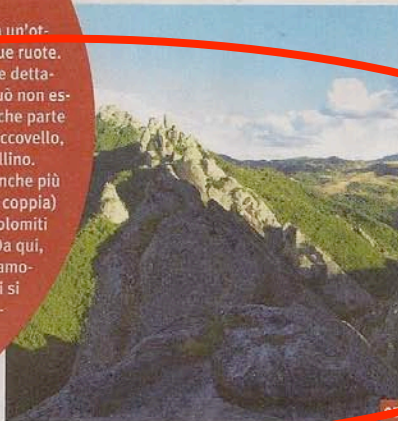 un'ot-
ue ruote.
e detta-
uò non es-
che parte
ccovello,
llino.
nche più
coppia)
olomiti
Da qui,
amo-
i si
-